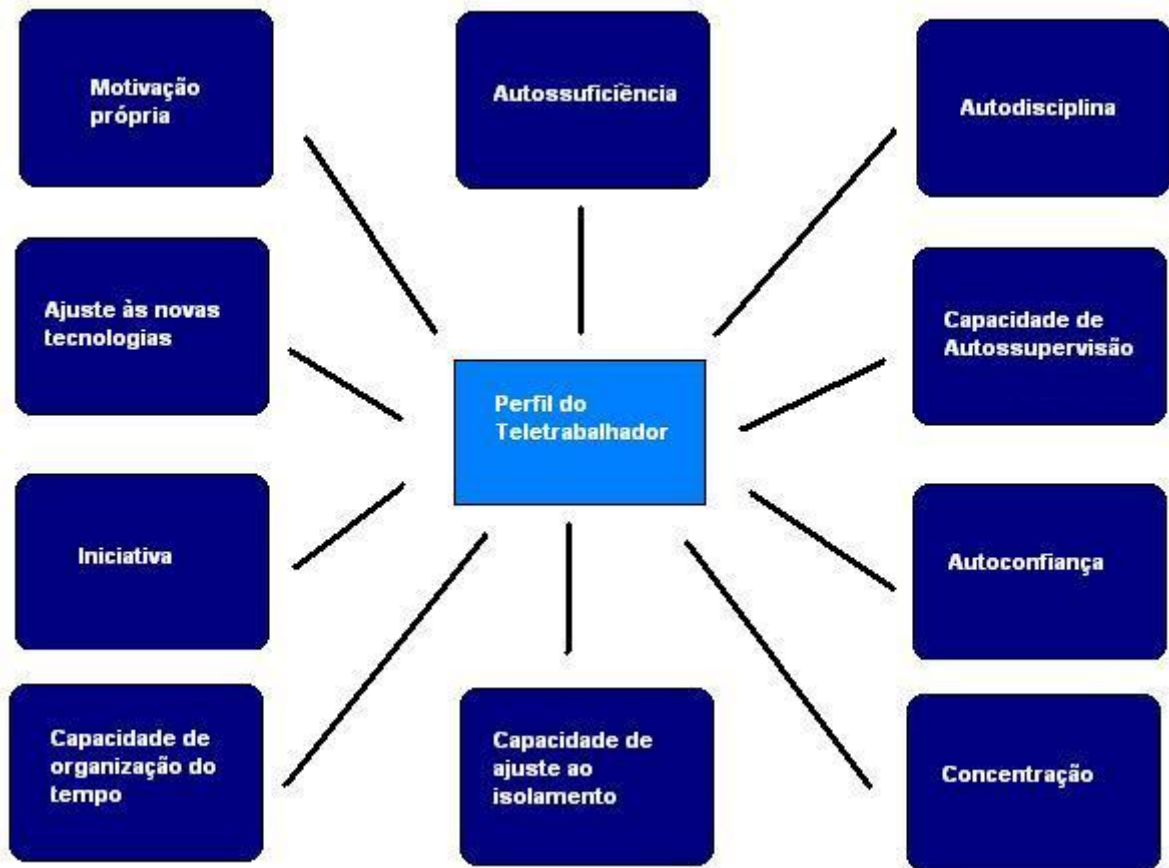 Motivação
própria
Autossuficiência
Autodisciplina
Ajuste às novas
tecnologias
Capacidade de
Autossupervisão
Perfil do
Teletrabalhador
Iniciativa
Autoconfiança
Capacidade de
organização do
tempo
Capacidade de
ajuste ao
isolamento
Concentração